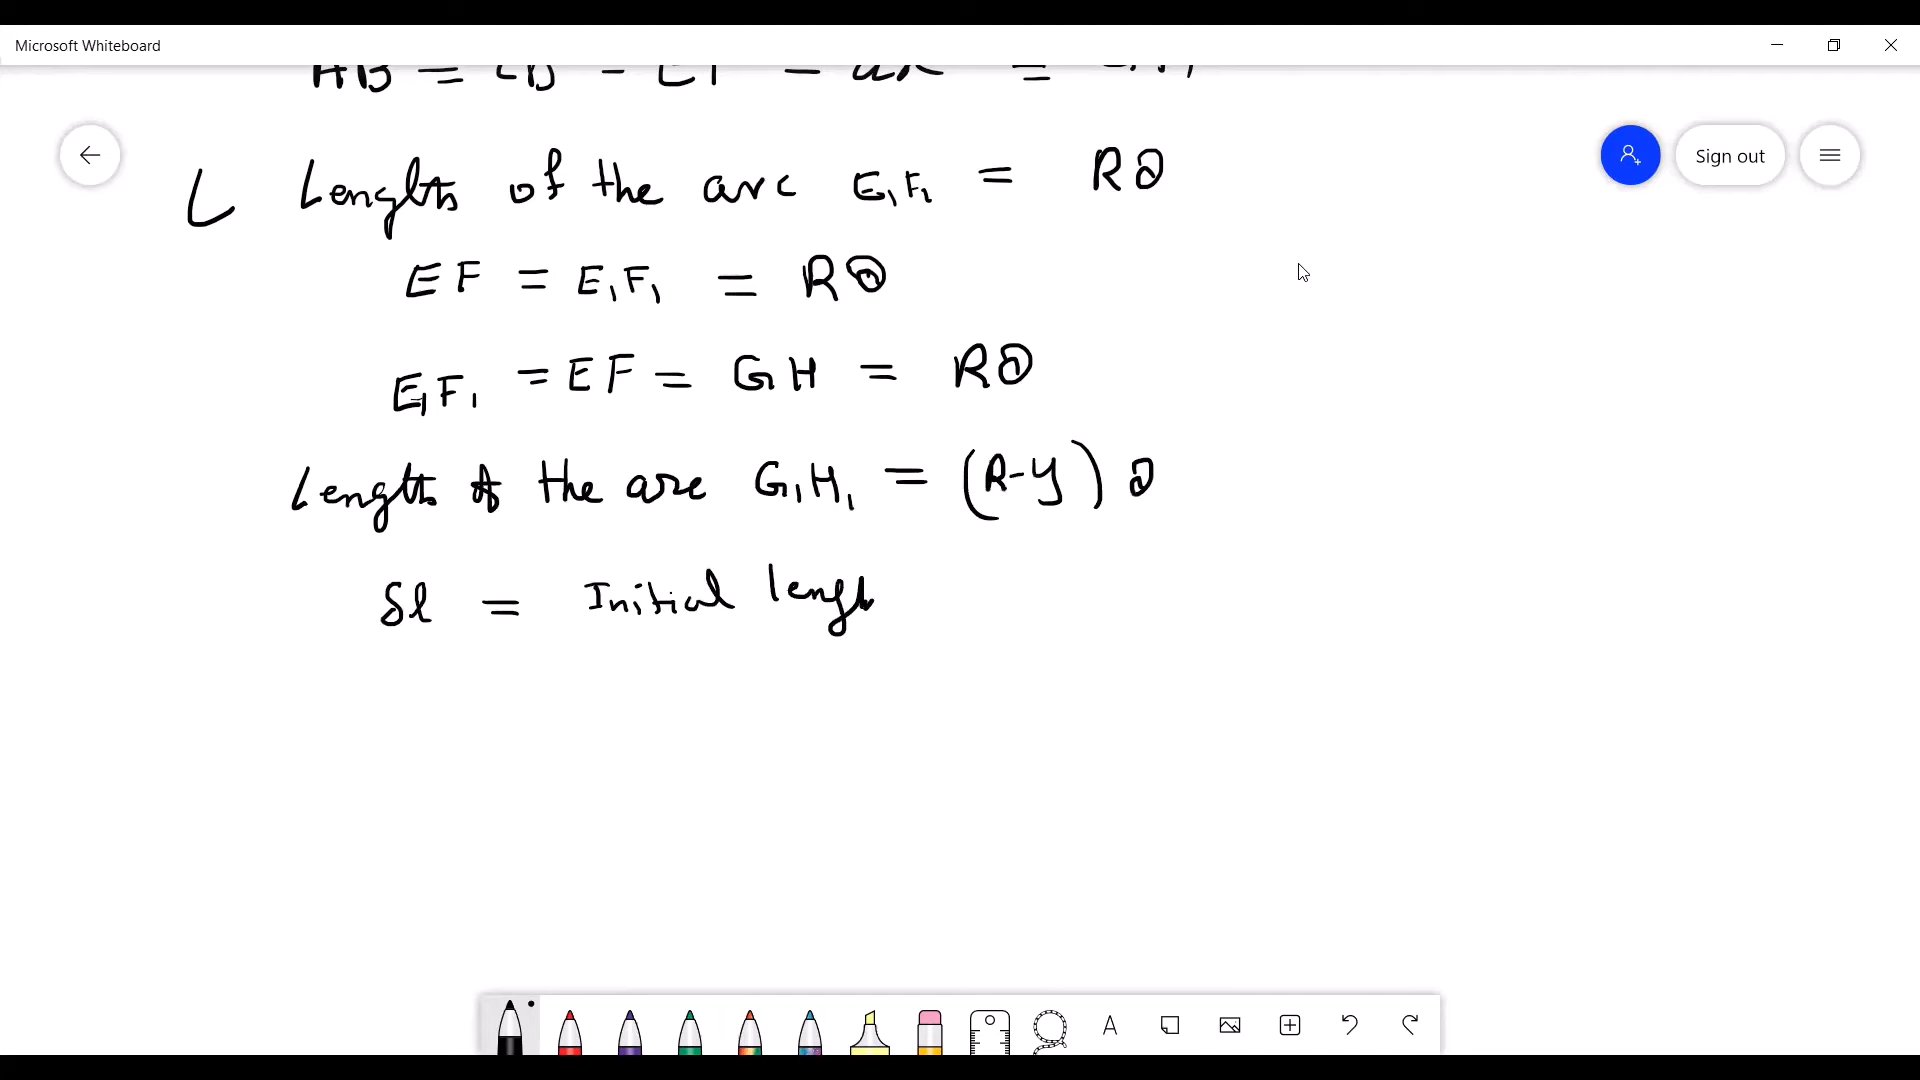 Microsoft Whiteboard
Sign out
L Length of the arc E₁F₁ = Rθ
EF = E₁F₁ = Rθ
E₁F₁ = EF = GH = Rθ
Length of the arc G₁H₁ = (R-y) θ
δl = Initial lengt
A